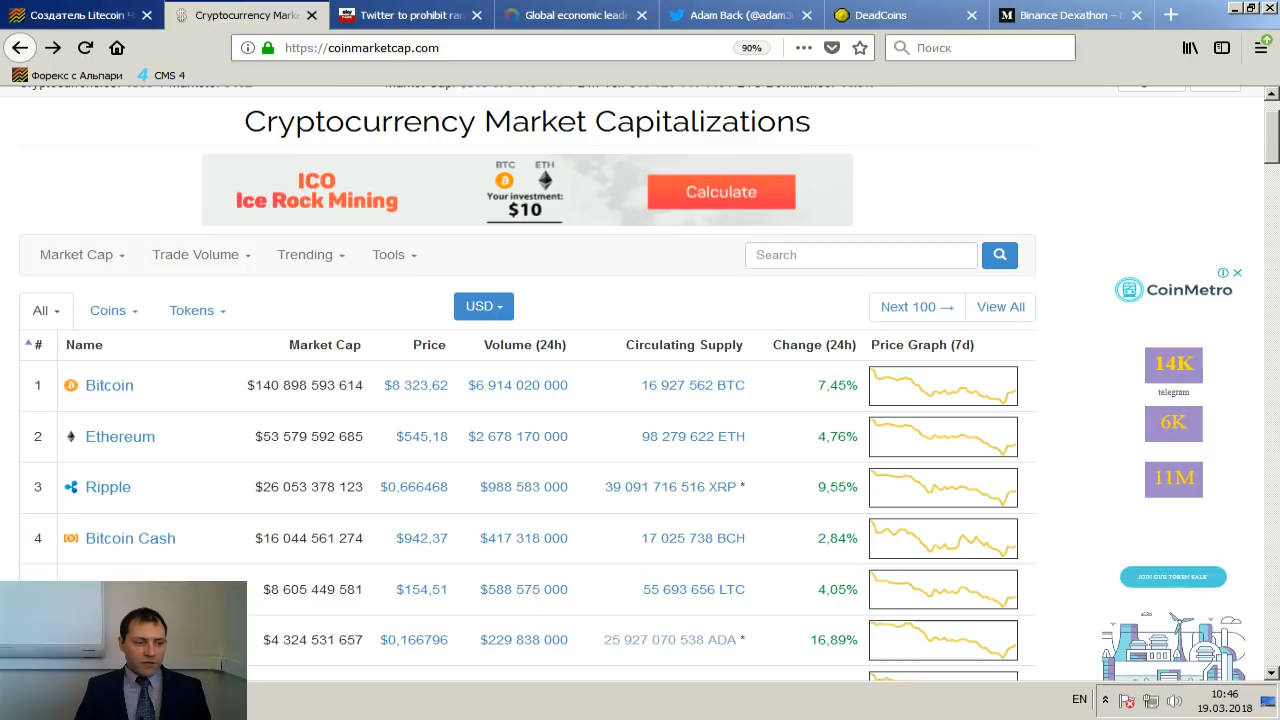 Создать Litecoin
Cryptocurrency Market
Twitter to prohibit ran
Global economic leade
Adam Back (@adam3
DeadCoins
Binance Dexathon –
https://coinmarketcap.com
90%
Поиск
Форекс с Альпари
CMS 4
Cryptocurrency Market Capitalizations
ICO
Ice Rock Mining
BTC ETH
Your investment:
$10
Calculate
Market Cap Trade Volume Trending Tools
Search
All Coins Tokens USD Next 100 → View All
# Name Market Cap Price Volume (24h) Circulating Supply Change (24h) Price Graph (7d)
1 Bitcoin $140 898 593 614 $8 323,62 $6 914 020 000 16 927 562 BTC 7,45%
2 Ethereum $53 579 592 685 $545,18 $2 678 170 000 98 279 622 ETH 4,76%
3 Ripple $26 053 378 123 $0,666468 $988 583 000 39 091 716 516 XRP * 9,55%
4 Bitcoin Cash $16 044 561 274 $942,37 $417 318 000 17 025 738 BCH 2,84%
$8 605 449 581 $154,51 $588 575 000 55 693 656 LTC 4,05%
$4 324 531 657 $0,166796 $229 838 000 25 927 070 538 ADA * 16,89%
CoinMetro
14K
telegram
6K
11M
JOIN OUR TOKEN SALE
EN
10:46
19.03.2018